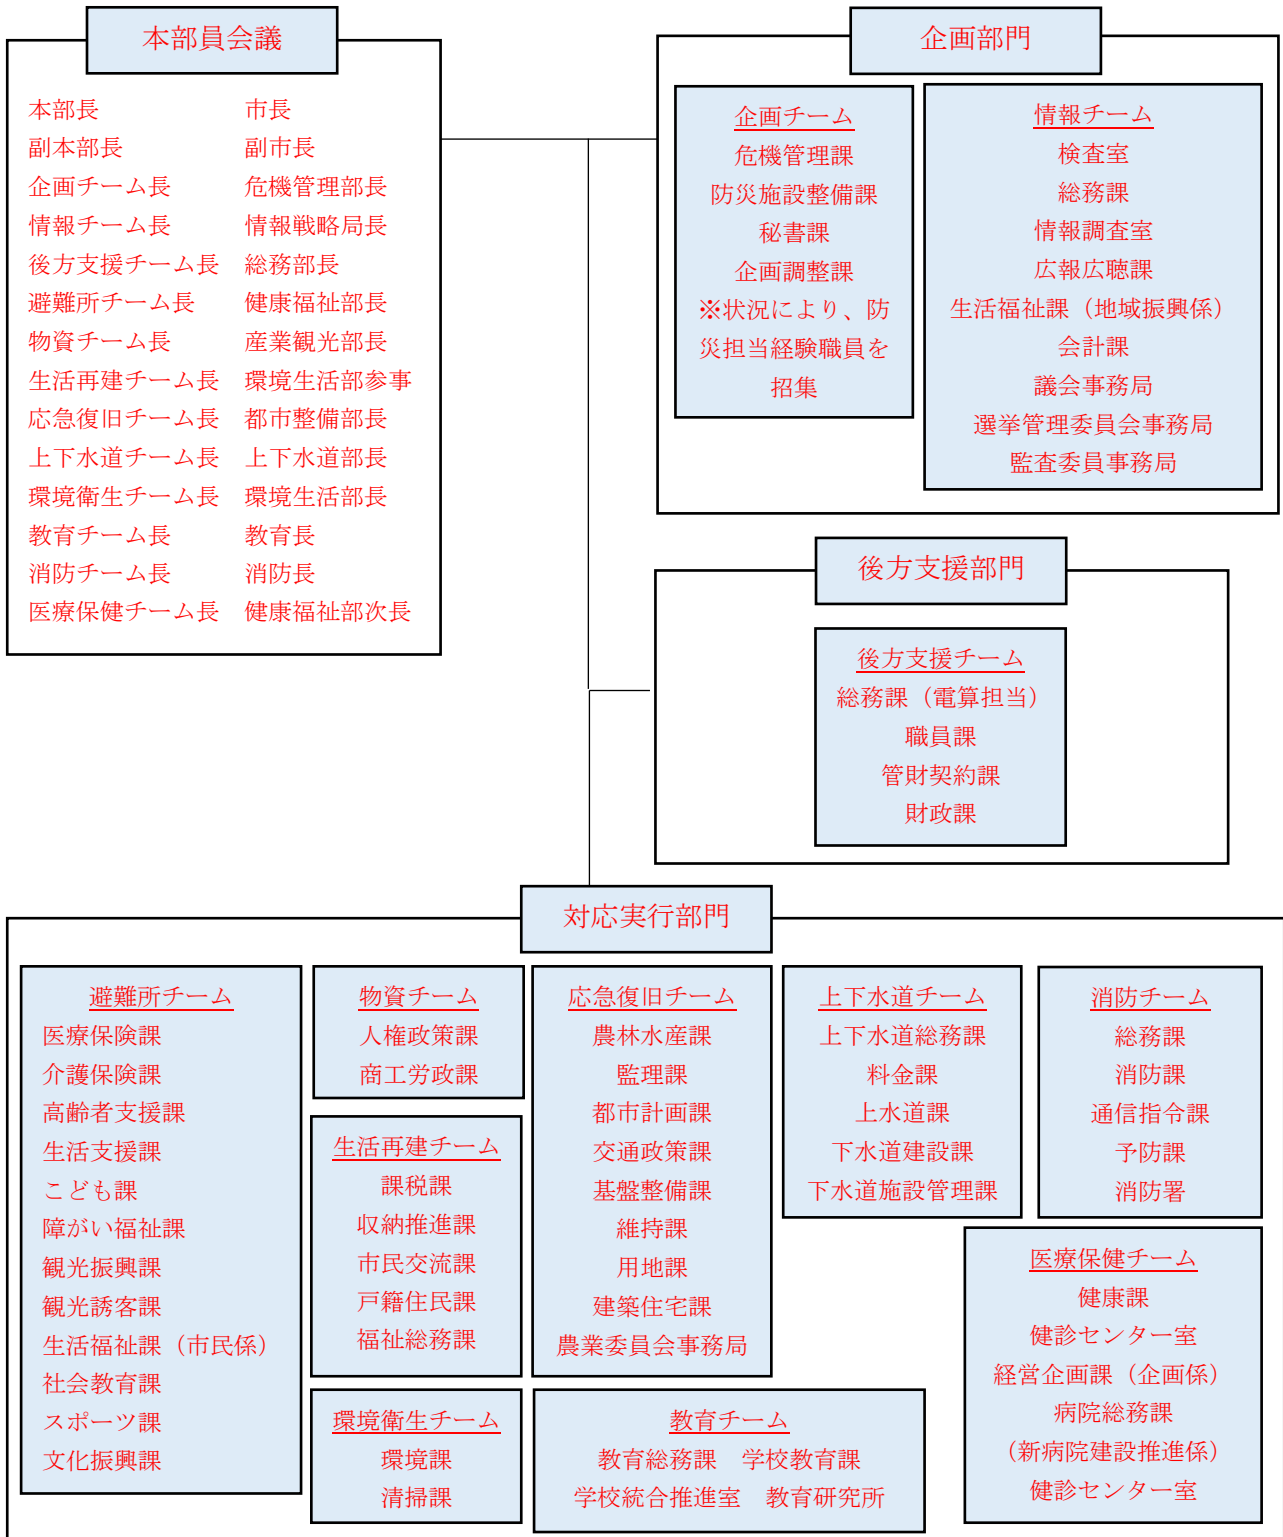 本部員会議
本部長 市長
副本部長 副市長
企画チーム長 危機管理部長
情報チーム長 情報戦略局長
後方支援チーム長 総務部長
避難所チーム長 健康福祉部長
物資チーム長 産業観光部長
生活再建チーム長 環境生活部参事
応急復旧チーム長 都市整備部長
上下水道チーム長 上下水道部長
環境衛生チーム長 環境生活部長
教育チーム長 教育長
消防チーム長 消防長
医療保健チーム長 健康福祉部次長
企画部門
企画チーム
危機管理課
防災施設整備課
秘書課
企画調整課
※状況により、防
災担当経験職員を
招集
情報チーム
検査室
総務課
情報調査室
広報広聴課
生活福祉課（地域振興係）
会計課
議会事務局
選挙管理委員会事務局
監査委員事務局
後方支援部門
後方支援チーム
総務課（電算担当）
職員課
管財契約課
財政課
対応実行部門
避難所チーム
医療保険課
介護保険課
高齢者支援課
生活支援課
こども課
障がい福祉課
観光振興課
観光誘客課
生活福祉課（市民係）
社会教育課
スポーツ課
文化振興課
物資チーム
人権政策課
商工労政課
生活再建チーム
課税課
収納推進課
市民交流課
戸籍住民課
福祉総務課
環境衛生チーム
環境課
清掃課
応急復旧チーム
農林水産課
監理課
都市計画課
交通政策課
基盤整備課
維持課
用地課
建築住宅課
農業委員会事務局
教育チーム
教育総務課 学校教育課
学校統合推進室 教育研究所
上下水道チーム
上下水道総務課
料金課
上水道課
下水道建設課
下水道施設管理課
消防チーム
総務課
消防課
通信指令課
予防課
消防署
医療保健チーム
健康課
健診センター室
経営企画課（企画係）
病院総務課
（新病院建設推進係）
健診センター室